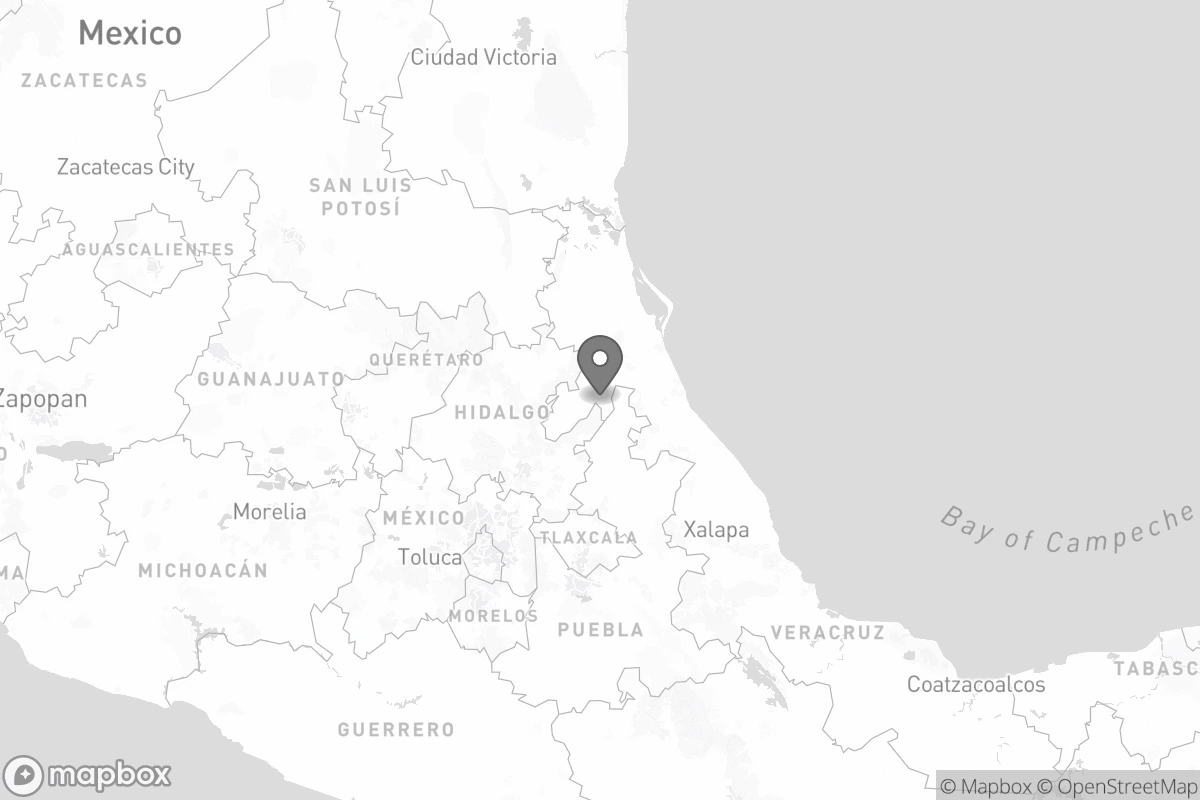 Mexico
Ciudad Victoria
ZACATECAS
Zacatecas City
SAN LUIS
POTOSÍ
AGUASCALIENTES
QUERÉTARO
GUANAJUATO
Zapopan
HIDALGO
O
Morelia
MÉXICO
Bay of Campeche
Xalapa
TLAXCALA
Toluca
MA
MICHOACÁN
MORELOS
PUEBLA
VERACRUZ
TABASC
Coatzacoalcos
GUERRERO
mapbox
© Mapbox © OpenStreetMap